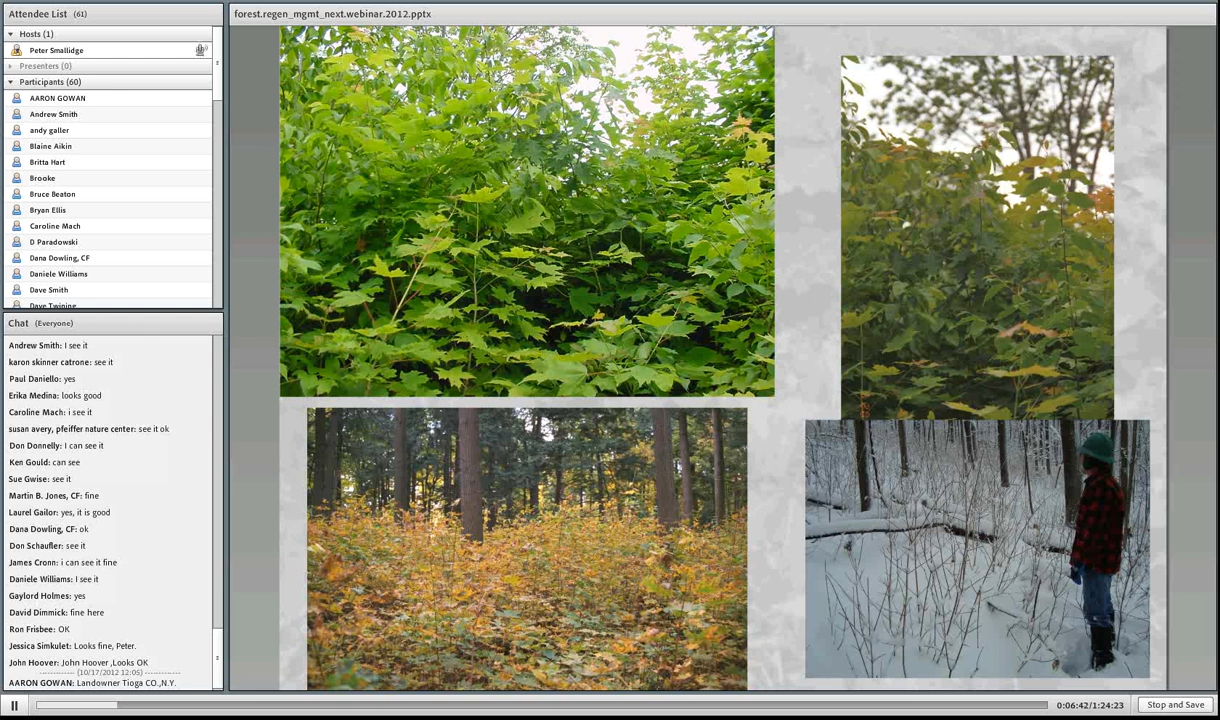 Attendee List (61)
Hosts (1)
Peter Smallidge
Presenters (0)
Participants (60)
AARON GOWAN
Andrew Smith
andy galler
Blaine Aikin
Britta Hart
Brooke
Bruce Beaton
Bryan Ellis
Caroline Mach
D Paradowski
Dana Dowling, CF
Daniele Williams
Dave Smith
Dave Twining
Chat (Everyone)
Andrew Smith: I see it
karon skinner catrone: see it
Paul Daniello: yes
Erika Medina: looks good
Caroline Mach: i see it
susan avery, pfeiffer nature center: see it ok
Don Donnelly: I can see it
Ken Gould: can see
Sue Gwise: see it
Martin B. Jones, CF: fine
Laurel Gailor: yes, it is good
Dana Dowling, CF: ok
Don Schaufler: see it
James Cronn: i can see it fine
Daniele Williams: I see it
Gaylord Holmes: yes
David Dimmick: fine here
Ron Frisbee: OK
Jessica Simkulet: Looks fine, Peter.
John Hoover: John Hoover ,Looks OK
(10/17/2012 12:05)
AARON GOWAN: Landowner Tioga CO.,N.Y.
forest.regen_mgmt_next.webinar.2012.pptx
0:06:42/1:24:23
Stop and Save